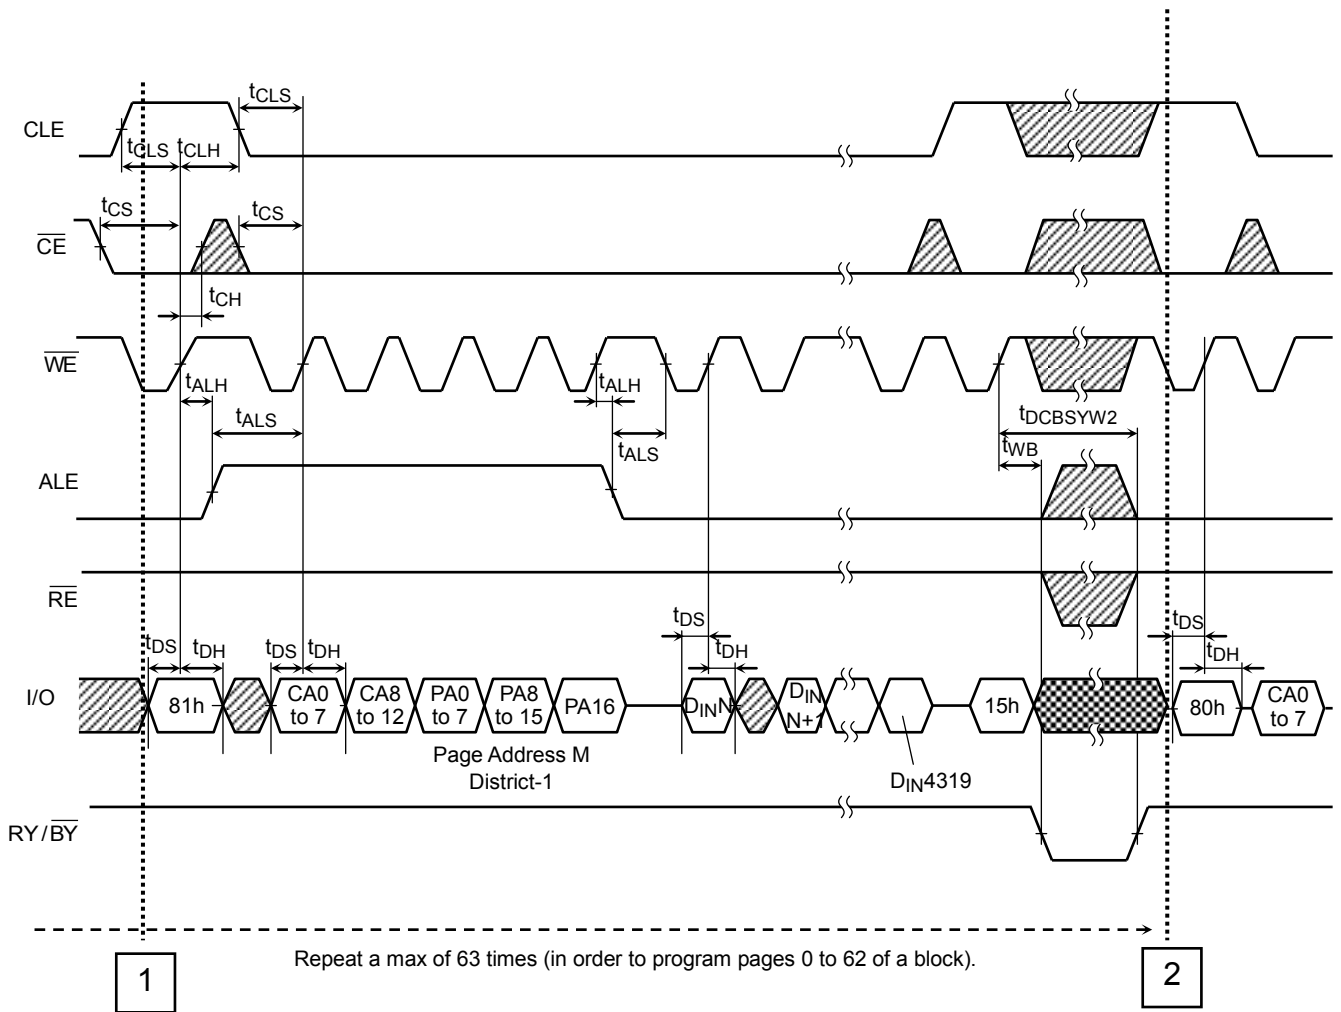 tCLS
CLE
tCLS tCLH
tCS
tCS
CE
tCH
WE
tALH
tALH
tDCBSYW2
tALS
tALS
tWB
ALE
RE
tDS
tDH
tDS
tDH
tDS
tDH
tDS
tDH
I/O
81h
CA0 to 7
CA8 to 12
PA0 to 7
PA8 to 15
PA16
DINN
DIN N+1
15h
80h
CA0 to 7
Page Address M
District-1
DIN4319
RY/BY
Repeat a max of 63 times (in order to program pages 0 to 62 of a block).
1
2